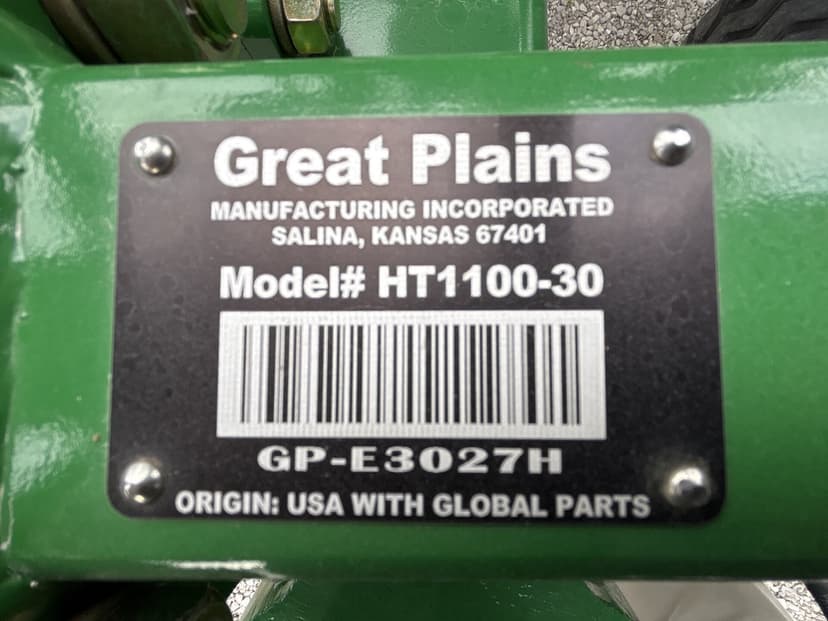 Great Plains
MANUFACTURING INCORPORATED
SALINA, KANSAS 67401
Model# HT1100-30
GP-E3027H
ORIGIN: USA WITH GLOBAL PARTS